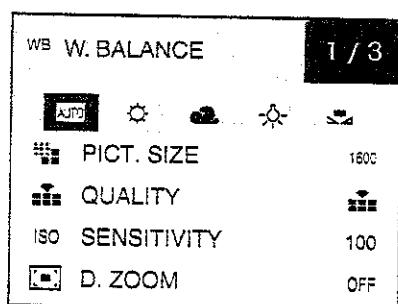 WB W. BALANCE 1 / 3
AUTO
PICT. SIZE 1600
QUALITY
ISO SENSITIVITY 100
D. ZOOM OFF